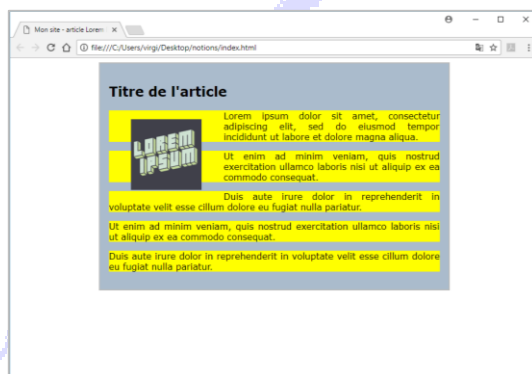 Mon site - article Lorem
file:///C:/Users/virgi/Desktop/notions/index.html
Titre de l'article
LOREM
IPSUM
Lorem ipsum dolor sit amet, consectetur
adipiscing elit, sed do eiusmod tempor
incididunt ut labore et dolore magna aliqua.
Ut enim ad minim veniam, quis nostrud
exercitation ullamco laboris nisi ut aliquip ex ea
commodo consequat.
Duis aute irure dolor in reprehenderit in
voluptate velit esse cillum dolore eu fugiat nulla pariatur.
Ut enim ad minim veniam, quis nostrud exercitation ullamco laboris nisi
ut aliquip ex ea commodo consequat.
Duis aute irure dolor in reprehenderit in voluptate velit esse cillum dolore
eu fugiat nulla pariatur.